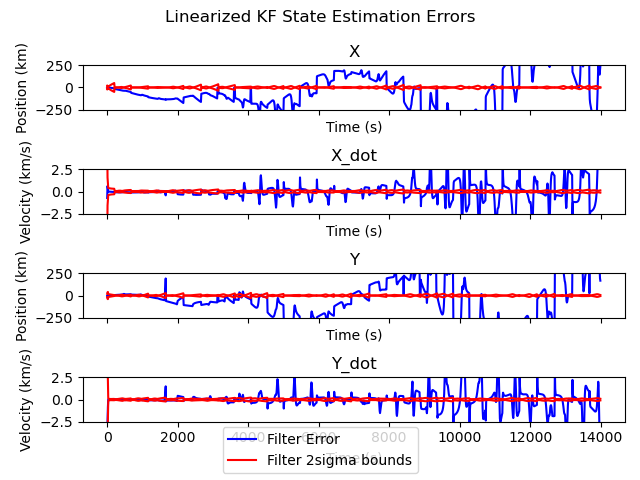 Linearized KF State Estimation Errors
X
Position (km)
250
0
−250
Time (s)
X_dot
Velocity (km/s)
2.5
0.0
−2.5
Time (s)
Y
Position (km)
250
0
−250
Time (s)
Y_dot
Velocity (km/s)
2.5
0.0
−2.5
0 2000 4000 6000 8000 10000 12000 14000
Time (s)
Filter Error
Filter 2sigma bounds